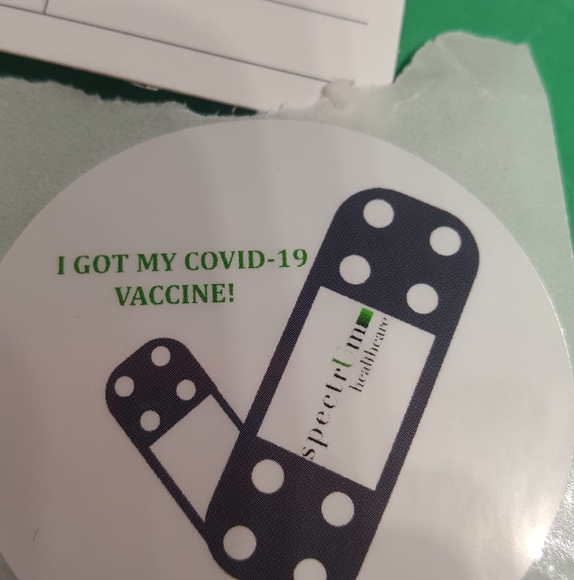 I GOT MY COVID-19
VACCINE!
spectrUm
healthcare